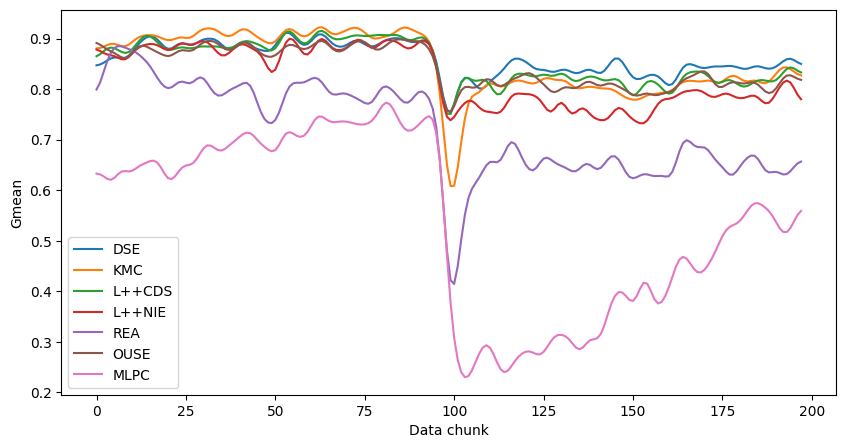 Gmean
0.9
0.8
0.7
0.6
0.5
0.4
0.3
0.2
DSE
KMC
L++CDS
L++NIE
REA
OUSE
MLPC
0 25 50 75 100 125 150 175 200
Data chunk